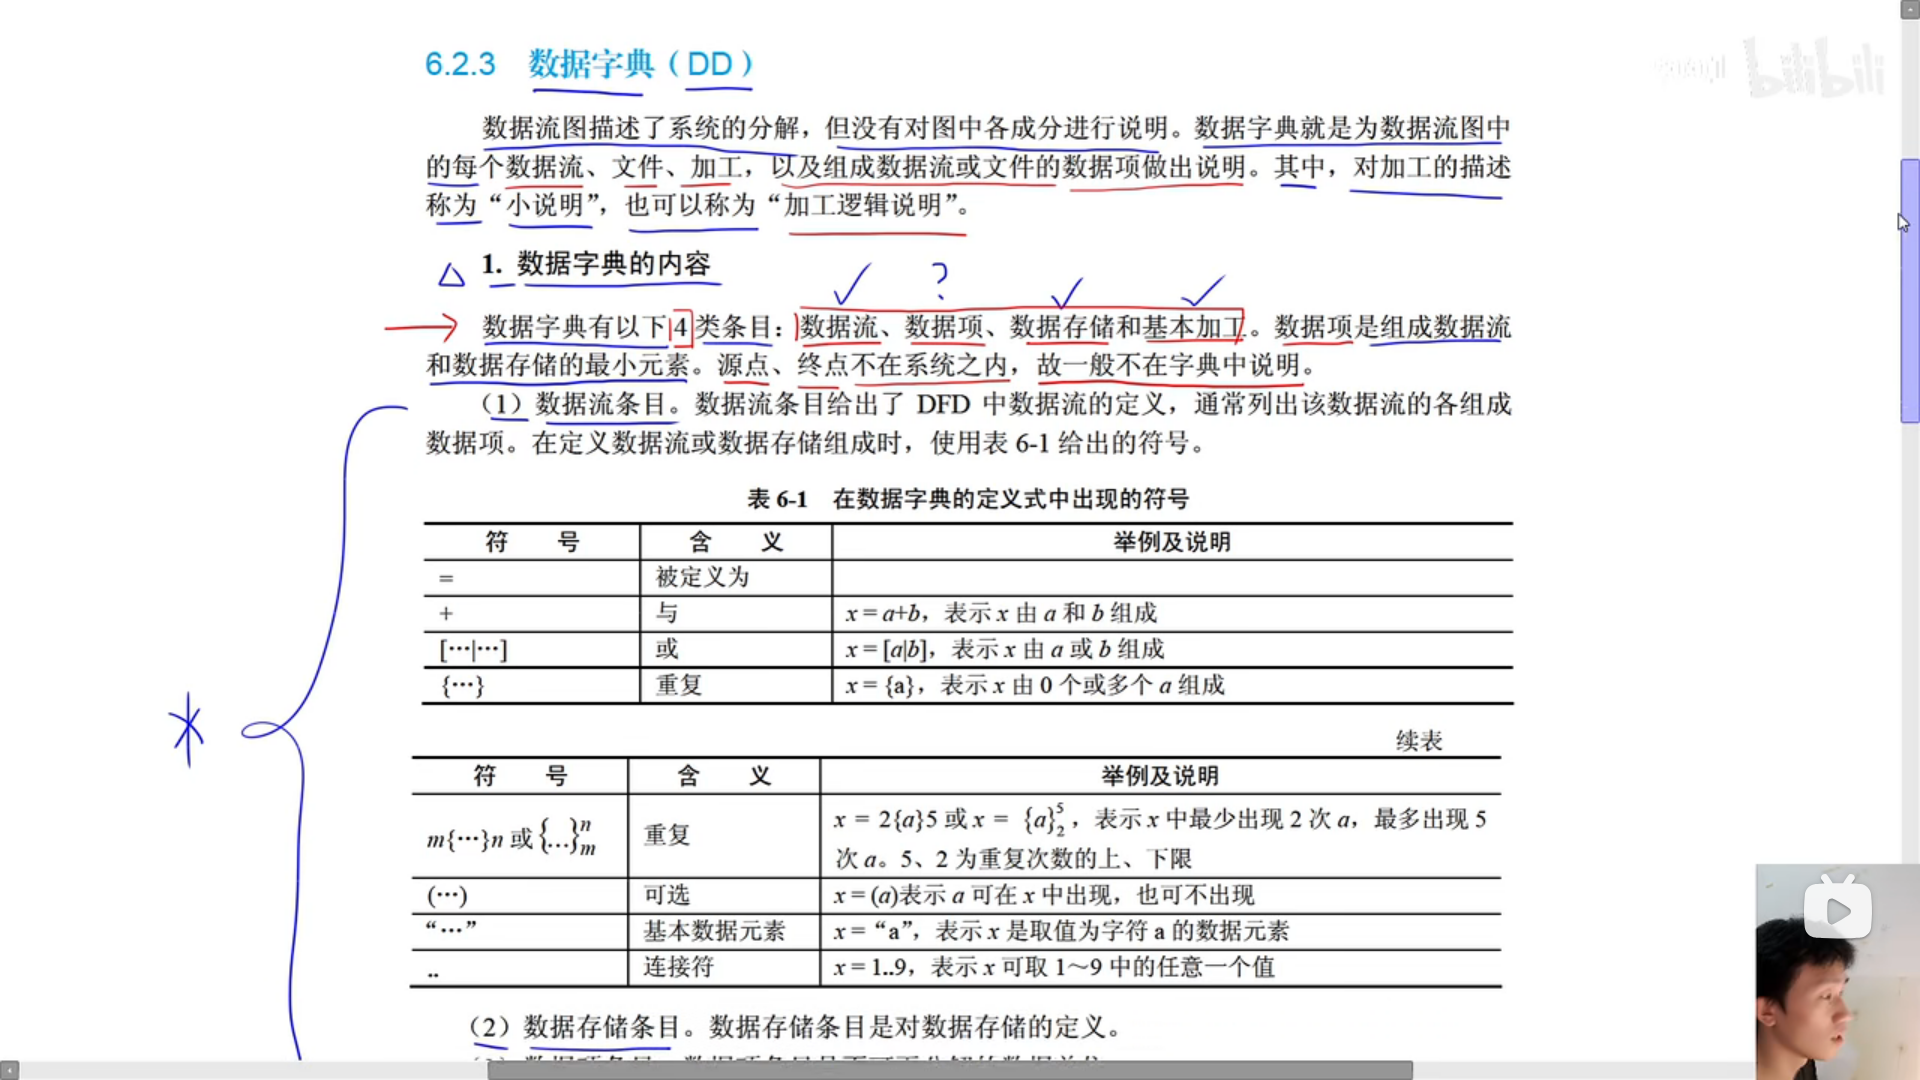 6.2.3 数据字典（DD）
bilibili
数据流图描述了系统的分解，但没有对图中各成分进行说明。数据字典就是为数据流图中
的每个数据流、文件、加工，以及组成数据流或文件的数据项做出说明。其中，对加工的描述
称为“小说明”，也可以称为“加工逻辑说明”。
1. 数据字典的内容
?
数据字典有以下 4 类条目：数据流、数据项、数据存储和基本加工。数据项是组成数据流
和数据存储的最小元素。源点、终点不在系统之内，故一般不在字典中说明。
（1）数据流条目。数据流条目给出了 DFD 中数据流的定义，通常列出该数据流的各组成
数据项。在定义数据流或数据存储组成时，使用表 6-1 给出的符号。
表 6-1 在数据字典的定义式中出现的符号
符 号 含 义 举例及说明
= 被定义为
+ 与 x = a+b，表示 x 由 a 和 b 组成
[···|···] 或 x = [a|b]，表示 x 由 a 或 b 组成
{···} 重复 x = {a}，表示 x 由 0 个或多个 a 组成
续表
符 号 含 义 举例及说明
m{···}n 或 {...}ⁿₘ 重复 x = 2{a}5 或 x = {a}⁵₂，表示 x 中最少出现 2 次 a，最多出现 5
次 a。5、2 为重复次数的上、下限
(···) 可选 x = (a)表示 a 可在 x 中出现，也可不出现
“···” 基本数据元素 x = “a”，表示 x 是取值为字符 a 的数据元素
.. 连接符 x = 1..9，表示 x 可取 1～9 中的任意一个值
（2）数据存储条目。数据存储条目是对数据存储的定义。